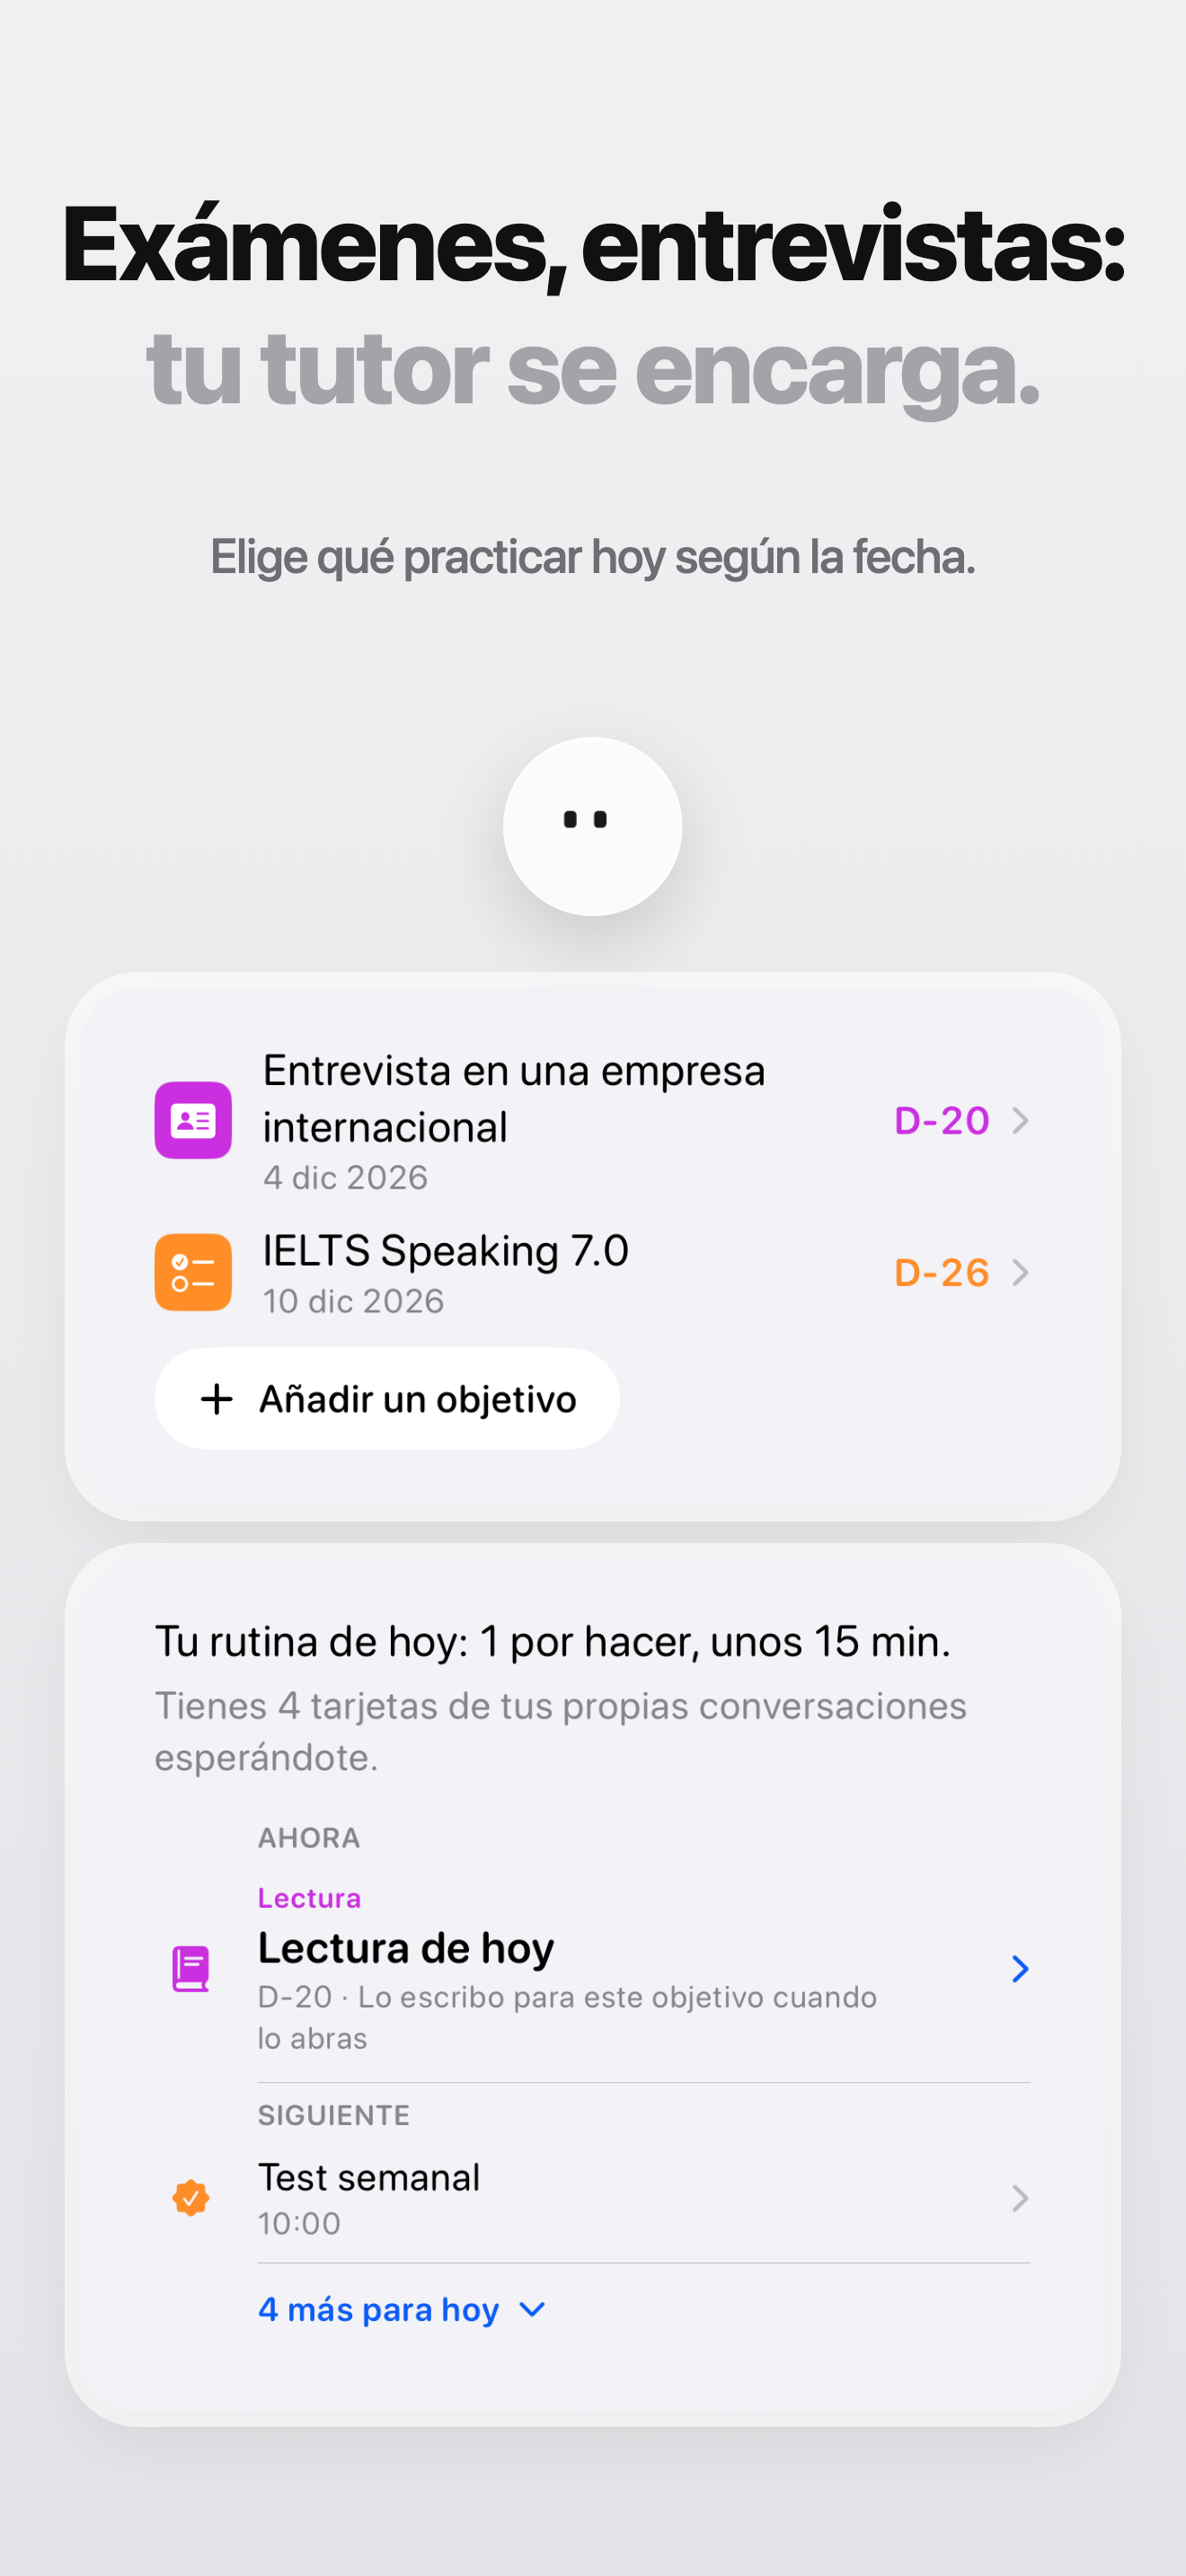 Exámenes, entrevistas:
tu tutor se encarga.
Elige qué practicar hoy según la fecha.
Entrevista en una empresa
internacional
4 dic 2026
D-20
IELTS Speaking 7.0
10 dic 2026
D-26
Añadir un objetivo
Tu rutina de hoy: 1 por hacer, unos 15 min.
Tienes 4 tarjetas de tus propias conversaciones
esperándote.
AHORA
Lectura
Lectura de hoy
D-20 · Lo escribo para este objetivo cuando
lo abras
SIGUIENTE
Test semanal
10:00
4 más para hoy